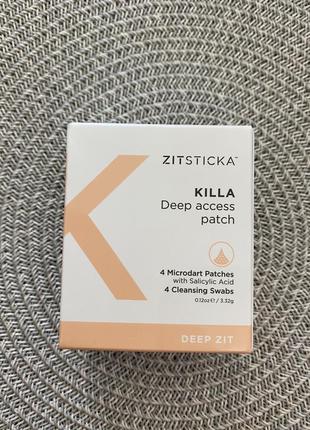 ZITSTICKA™
KILLA
Deep access
patch
4 Microdart Patches
with Salicylic Acid
4 Cleansing Swabs
0.12oz℮ / 3.32g
DEEP ZIT